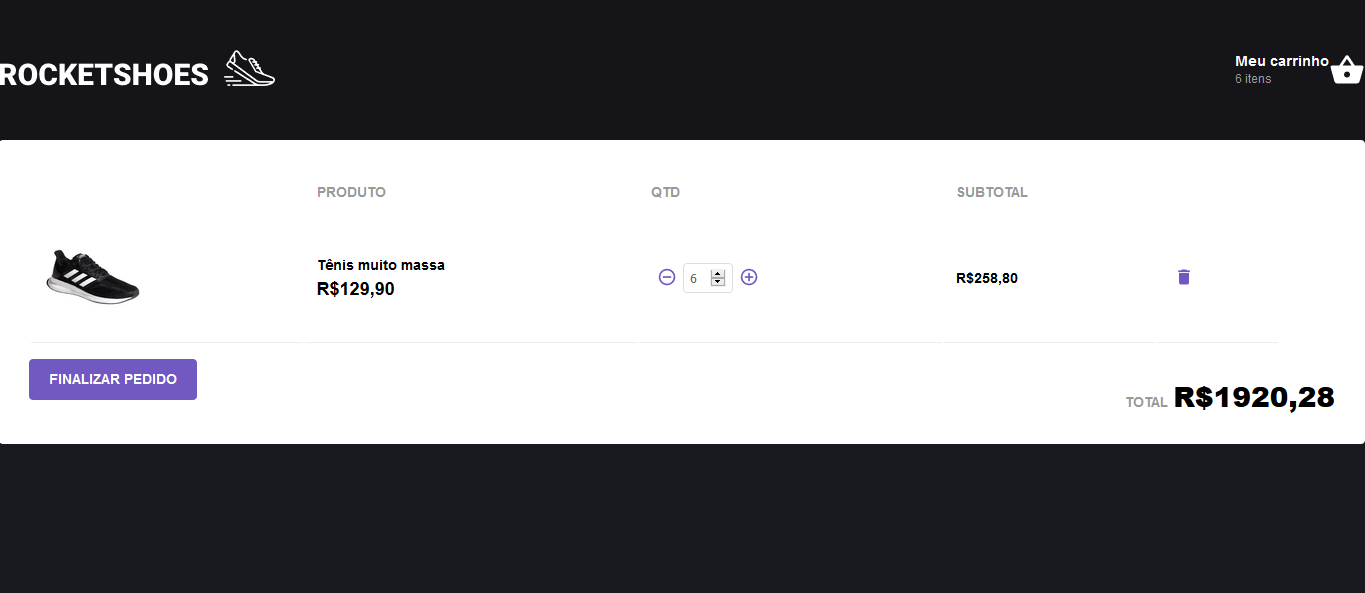 ROCKETSHOES
Meu carrinho
6 itens
PRODUTO QTD SUBTOTAL
Tênis muito massa
R$129,90
6
R$258,80
FINALIZAR PEDIDO
TOTAL R$1920,28